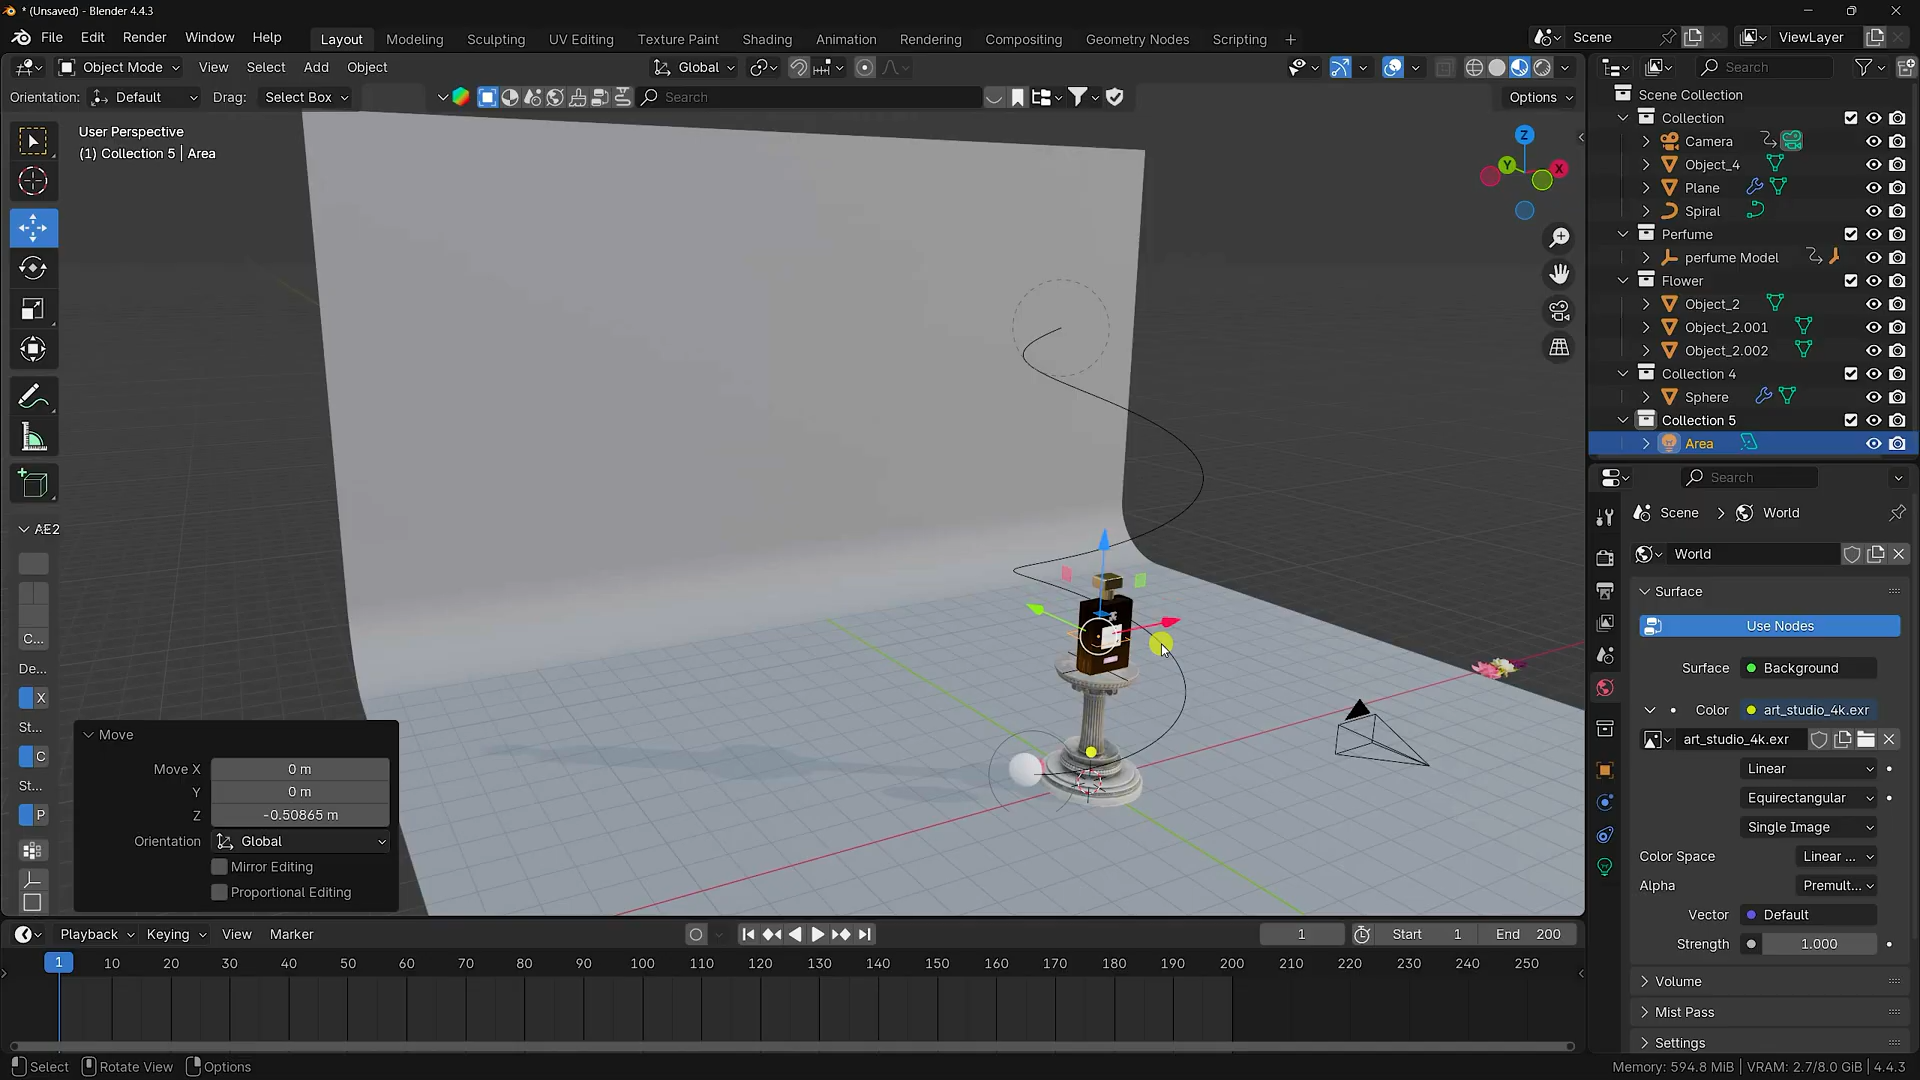 * (Unsaved) - Blender 4.4.3
File Edit Render Window Help
Layout Modeling Sculpting UV Editing Texture Paint Shading Animation Rendering Compositing Geometry Nodes Scripting
Scene
ViewLayer
Object Mode View Select Add Object
Global
Search
Orientation: Default Drag: Select Box
Search
Options
User Perspective
(1) Collection 5 | Area
Z
Y
X
Scene Collection
Collection
Camera
Object_4
Plane
Spiral
Perfume
perfume Model
Flower
Object_2
Object_2.001
Object_2.002
Collection 4
Sphere
Collection 5
Area
Search
Scene World
World
Surface
Use Nodes
Surface Background
Color art_studio_4k.exr
art_studio_4k.exr
Linear
Equirectangular
Single Image
Color Space Linear ...
Alpha Premult...
Vector Default
Strength 1.000
Volume
Mist Pass
Settings
AE2
C...
De...
X
St...
C
St...
P
Move
Move X 0 m
Y 0 m
Z -0.50865 m
Orientation Global
Mirror Editing
Proportional Editing
Playback Keying View Marker
1 Start 1 End 200
1 10 20 30 40 50 60 70 80 90 100 110 120 130 140 150 160 170 180 190 200 210 220 230 240 250
Select Rotate View Options
Memory: 594.8 MiB | VRAM: 2.7/8.0 GiB | 4.4.3